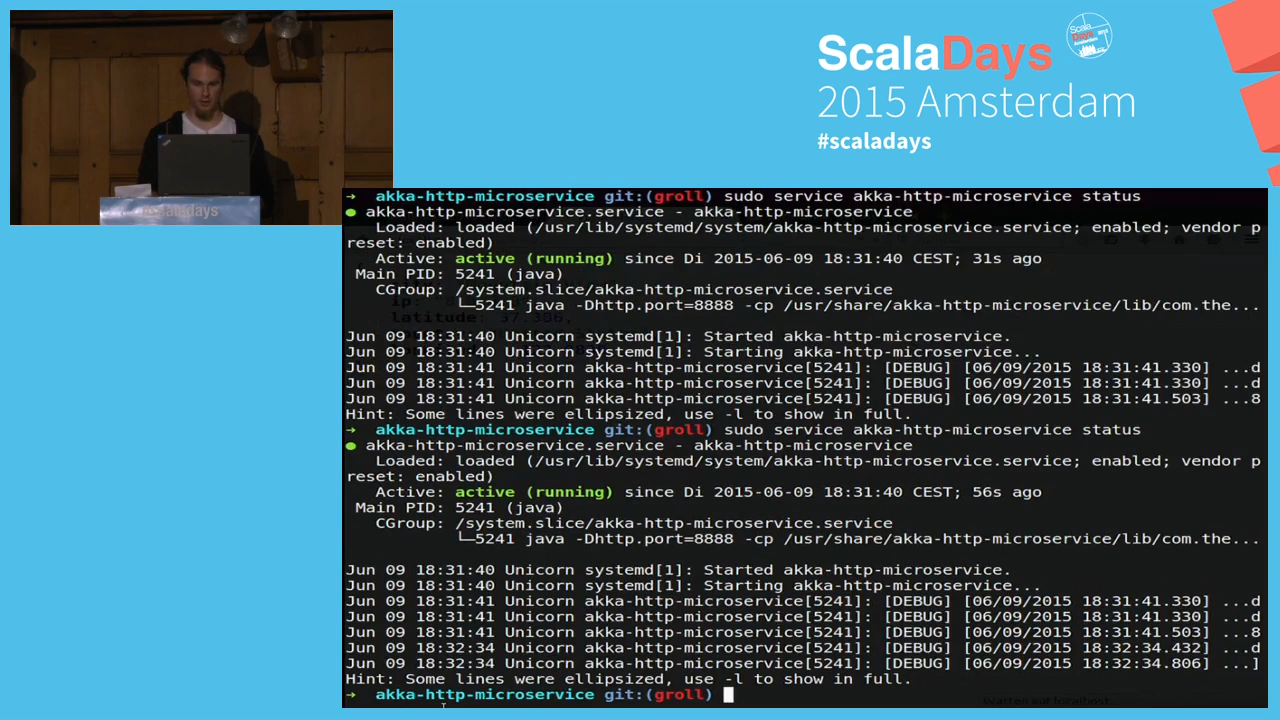 ScalaDays
2015 Amsterdam
#scaladays
→ akka-http-microservice git:(groll) sudo service akka-http-microservice status
● akka-http-microservice.service - akka-http-microservice
Loaded: loaded (/usr/lib/systemd/system/akka-http-microservice.service; enabled; vendor p
reset: enabled)
Active: active (running) since Di 2015-06-09 18:31:40 CEST; 31s ago
Main PID: 5241 (java)
CGroup: /system.slice/akka-http-microservice.service
└─5241 java -Dhttp.port=8888 -cp /usr/share/akka-http-microservice/lib/com.the...
Jun 09 18:31:40 Unicorn systemd[1]: Started akka-http-microservice.
Jun 09 18:31:40 Unicorn systemd[1]: Starting akka-http-microservice...
Jun 09 18:31:41 Unicorn akka-http-microservice[5241]: [DEBUG] [06/09/2015 18:31:41.330) ...d
Jun 09 18:31:41 Unicorn akka-http-microservice[5241]: [DEBUG] [06/09/2015 18:31:41.330) ...d
Jun 09 18:31:41 Unicorn akka-http-microservice[5241]: [DEBUG] [06/09/2015 18:31:41.503) ...8
Hint: Some lines were ellipsized, use -l to show in full.
→ akka-http-microservice git:(groll) sudo service akka-http-microservice status
● akka-http-microservice.service - akka-http-microservice
Loaded: loaded (/usr/lib/systemd/system/akka-http-microservice.service; enabled; vendor p
reset: enabled)
Active: active (running) since Di 2015-06-09 18:31:40 CEST; 56s ago
Main PID: 5241 (java)
CGroup: /system.slice/akka-http-microservice.service
└─5241 java -Dhttp.port=8888 -cp /usr/share/akka-http-microservice/lib/com.the...
Jun 09 18:31:40 Unicorn systemd[1]: Started akka-http-microservice.
Jun 09 18:31:40 Unicorn systemd[1]: Starting akka-http-microservice...
Jun 09 18:31:41 Unicorn akka-http-microservice[5241]: [DEBUG] [06/09/2015 18:31:41.330) ...d
Jun 09 18:31:41 Unicorn akka-http-microservice[5241]: [DEBUG] [06/09/2015 18:31:41.330) ...d
Jun 09 18:31:41 Unicorn akka-http-microservice[5241]: [DEBUG] [06/09/2015 18:31:41.503) ...8
Jun 09 18:32:34 Unicorn akka-http-microservice[5241]: [DEBUG] [06/09/2015 18:32:34.432) ...d
Jun 09 18:32:34 Unicorn akka-http-microservice[5241]: [DEBUG] [06/09/2015 18:32:34.806) ...]
Hint: Some lines were ellipsized, use -l to show in full.
→ akka-http-microservice git:(groll)
Warten auf localhost...
#scaladays